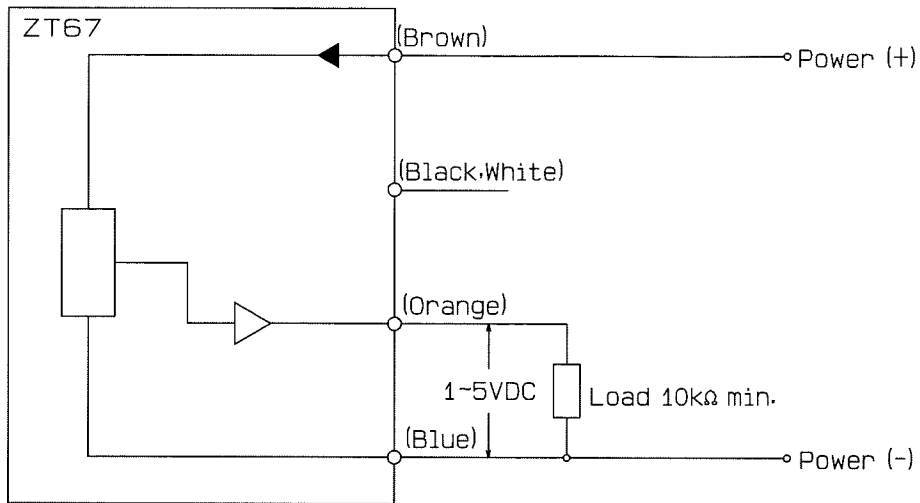 ZT67
(Brown)
Power (+)
(Black,White)
(Orange)
1~5VDC
Load 10kΩ min.
(Blue)
Power (-)